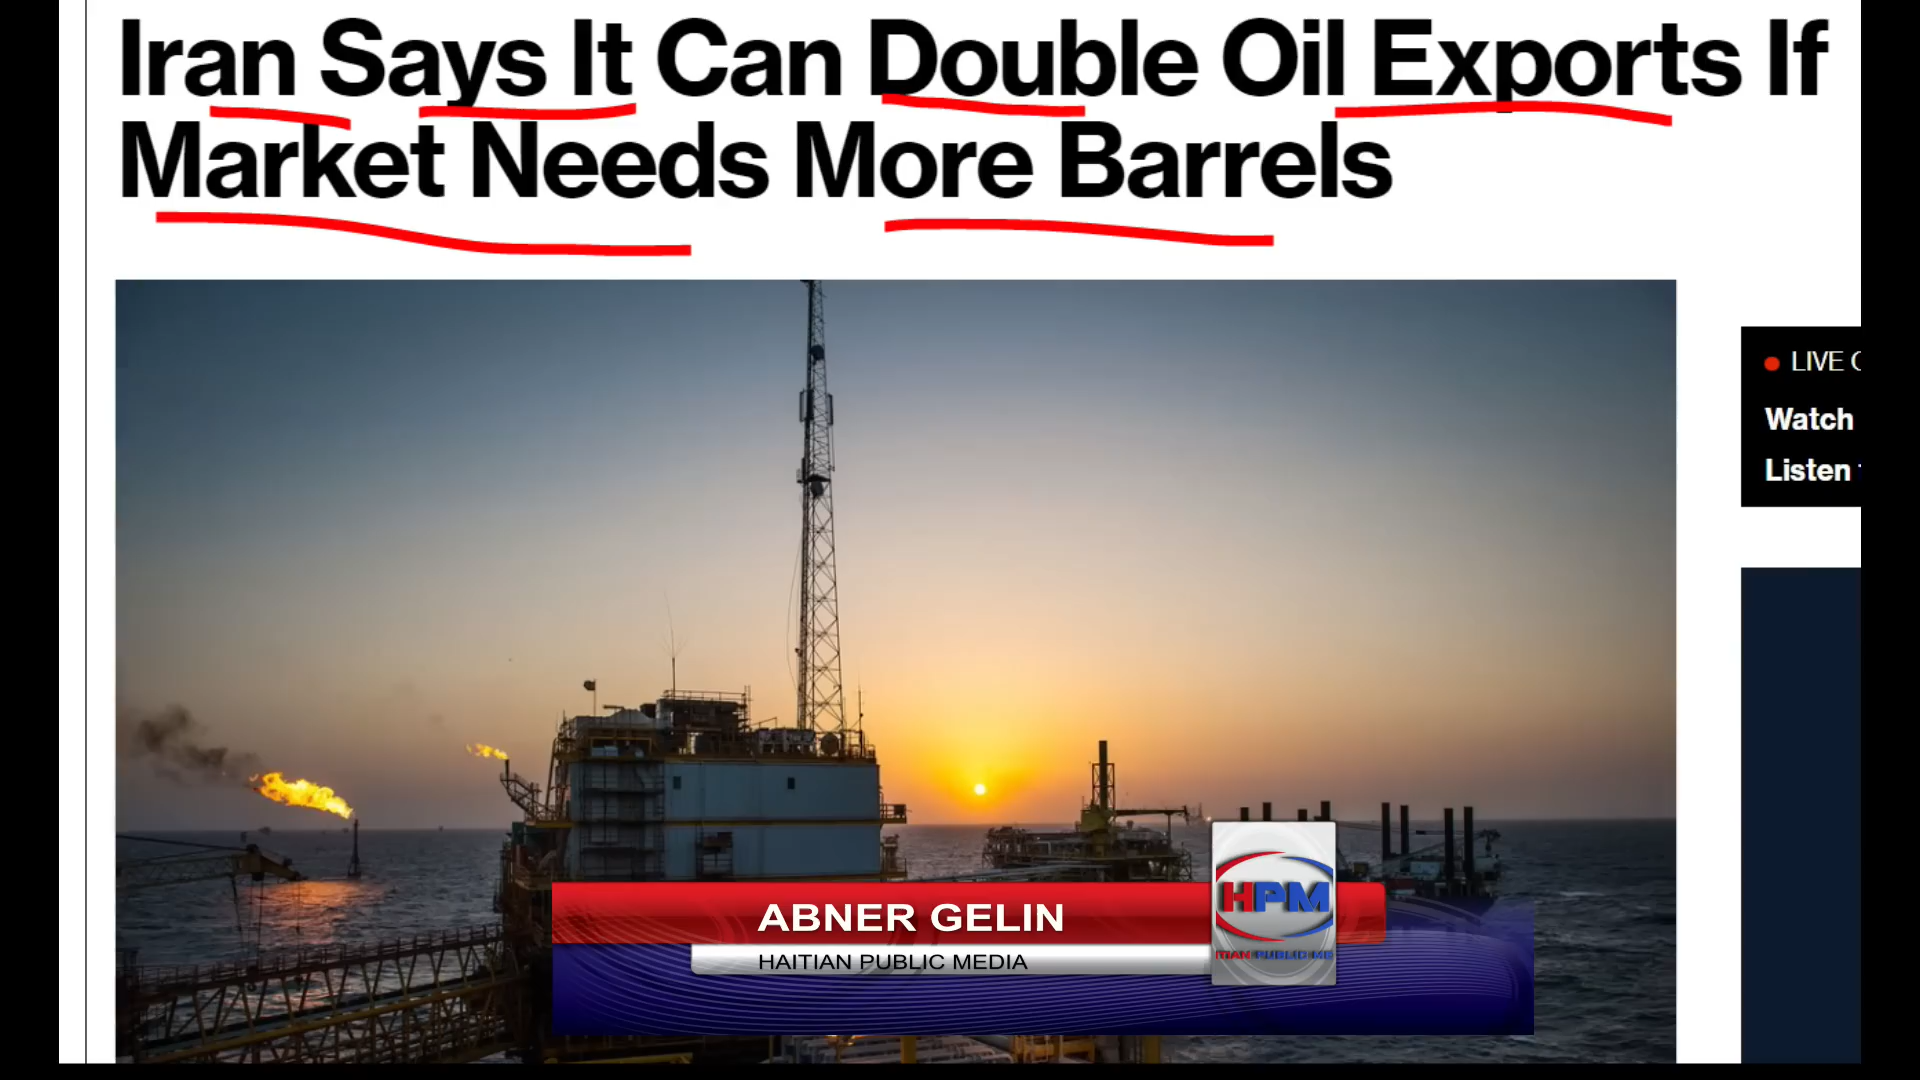 Iran Says It Can Double Oil Exports If
Market Needs More Barrels
LIVE
Watch
Listen
ABNER GELIN
HAITIAN PUBLIC MEDIA
HPM